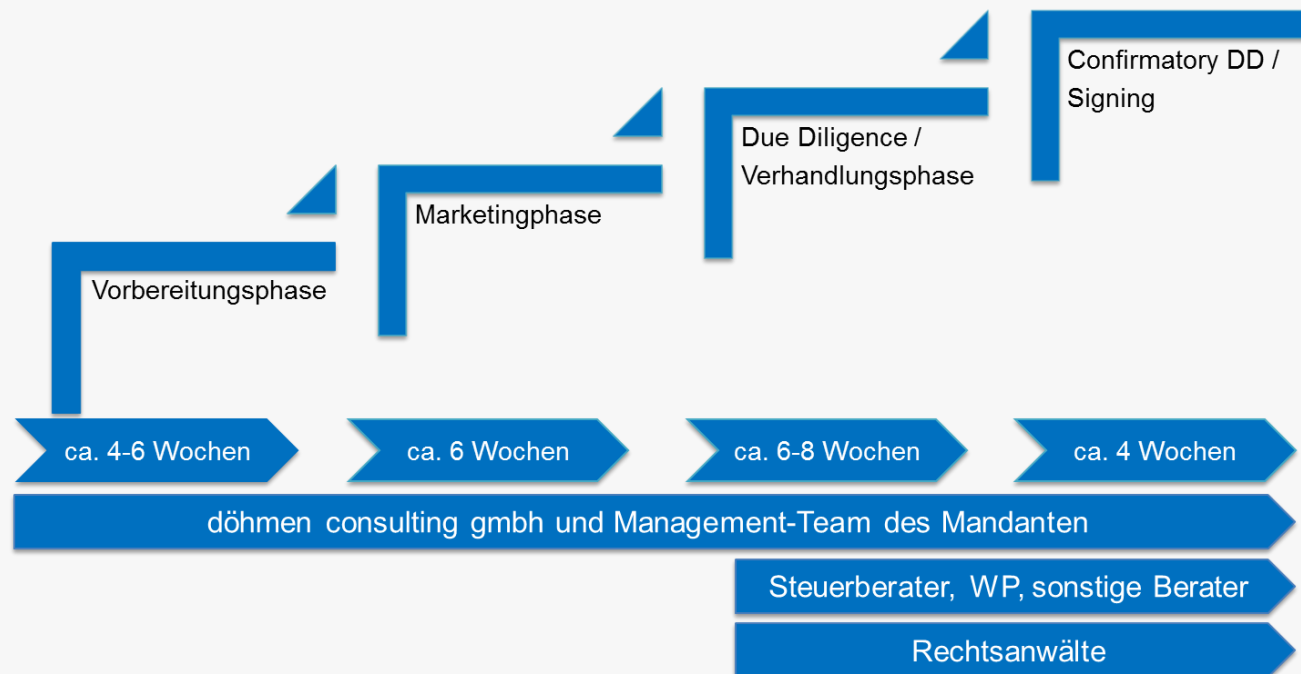 Confirmatory DD /
Signing
Due Diligence /
Verhandlungsphase
Marketingphase
Vorbereitungsphase
ca. 4-6 Wochen
ca. 6 Wochen
ca. 6-8 Wochen
ca. 4 Wochen
döhmen consulting gmbh und Management-Team des Mandanten
Steuerberater, WP, sonstige Berater
Rechtsanwälte